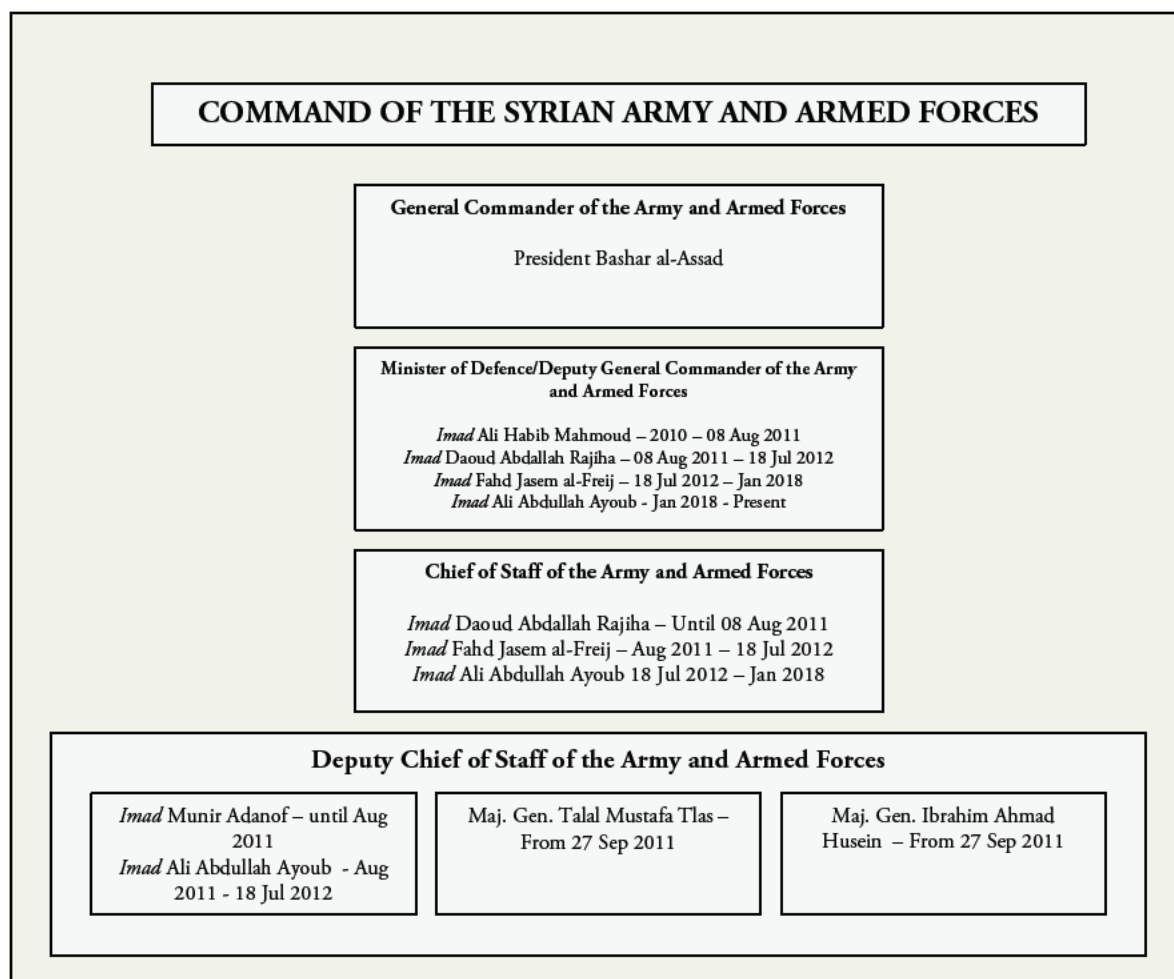 COMMAND OF THE SYRIAN ARMY AND ARMED FORCES
General Commander of the Army and Armed Forces
President Bashar al-Assad
Minister of Defence/Deputy General Commander of the Army
and Armed Forces
Imad Ali Habib Mahmoud – 2010 – 08 Aug 2011
Imad Daoud Abdallah Rajiha – 08 Aug 2011 – 18 Jul 2012
Imad Fahd Jasem al-Freij – 18 Jul 2012 – Jan 2018
Imad Ali Abdullah Ayoub - Jan 2018 - Present
Chief of Staff of the Army and Armed Forces
Imad Daoud Abdallah Rajiha – Until 08 Aug 2011
Imad Fahd Jasem al-Freij – Aug 2011 – 18 Jul 2012
Imad Ali Abdullah Ayoub 18 Jul 2012 – Jan 2018
Deputy Chief of Staff of the Army and Armed Forces
Imad Munir Adanof – until Aug
2011
Imad Ali Abdullah Ayoub - Aug
2011 - 18 Jul 2012
Maj. Gen. Talal Mustafa Tlas –
From 27 Sep 2011
Maj. Gen. Ibrahim Ahmad
Husein – From 27 Sep 2011